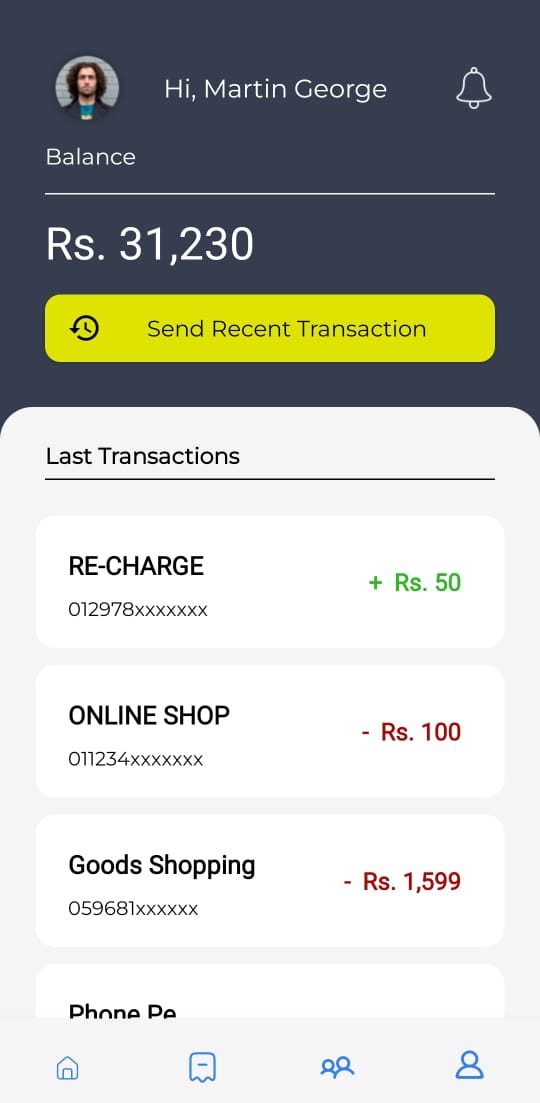 Hi, Martin George
Balance
Rs. 31,230
Send Recent Transaction
Last Transactions
RE-CHARGE
+ Rs. 50
012978xxxxxxx
ONLINE SHOP
- Rs. 100
011234xxxxxxx
Goods Shopping
- Rs. 1,599
059681xxxxxx
Phone Pe